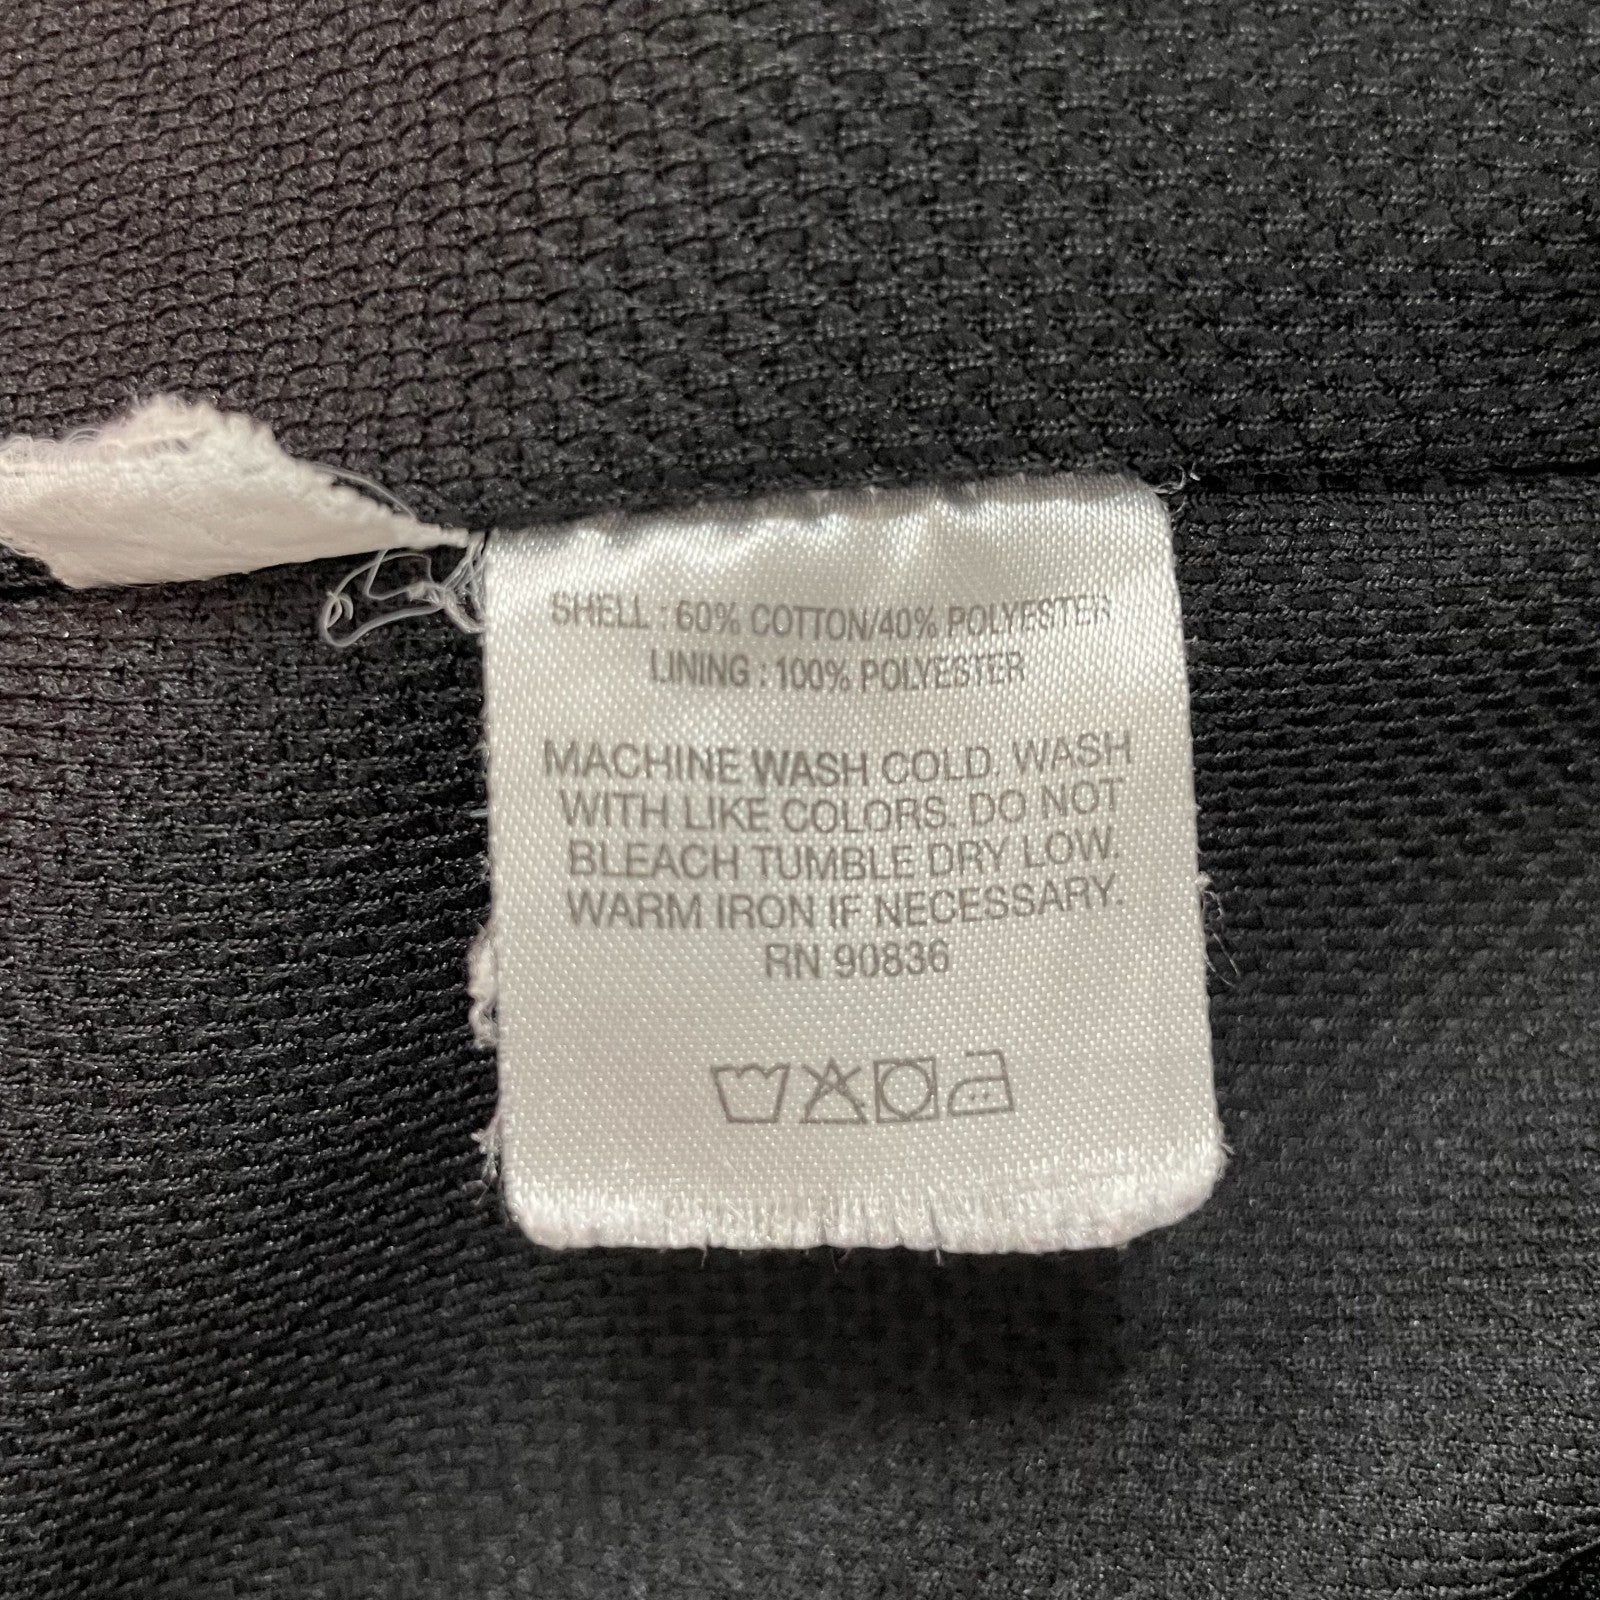 SHELL : 60% COTTON/40% POLYESTER
LINING : 100% POLYESTER
MACHINE WASH COLD. WASH
WITH LIKE COLORS. DO NOT
BLEACH TUMBLE DRY LOW.
WARM IRON IF NECESSARY.
RN 90836